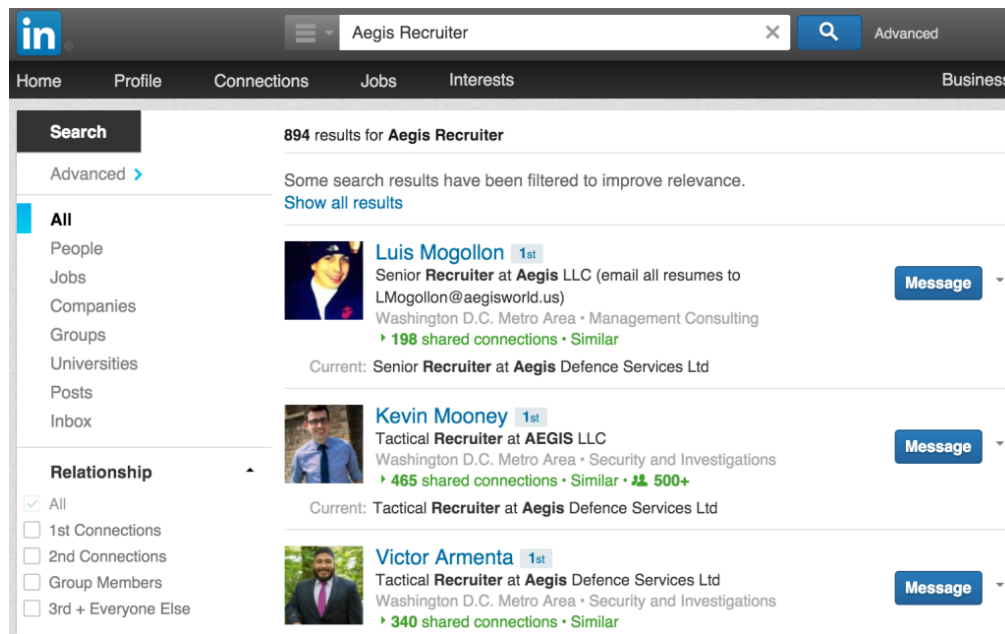 in
Aegis Recruiter
Advanced
Home Profile Connections Jobs Interests Business
Search
Advanced
All
People
Jobs
Companies
Groups
Universities
Posts
Inbox
Relationship
All
1st Connections
2nd Connections
Group Members
3rd + Everyone Else
894 results for Aegis Recruiter
Some search results have been filtered to improve relevance.
Show all results
Luis Mogollon 1st
Senior Recruiter at Aegis LLC (email all resumes to
LMogollon@aegisworld.us)
Washington D.C. Metro Area • Management Consulting
198 shared connections • Similar
Current: Senior Recruiter at Aegis Defence Services Ltd
Message
Kevin Mooney 1st
Tactical Recruiter at AEGIS LLC
Washington D.C. Metro Area • Security and Investigations
465 shared connections • Similar • 500+
Current: Tactical Recruiter at Aegis Defence Services Ltd
Message
Victor Armenta 1st
Tactical Recruiter at Aegis Defence Services Ltd
Washington D.C. Metro Area • Security and Investigations
340 shared connections • Similar
Message